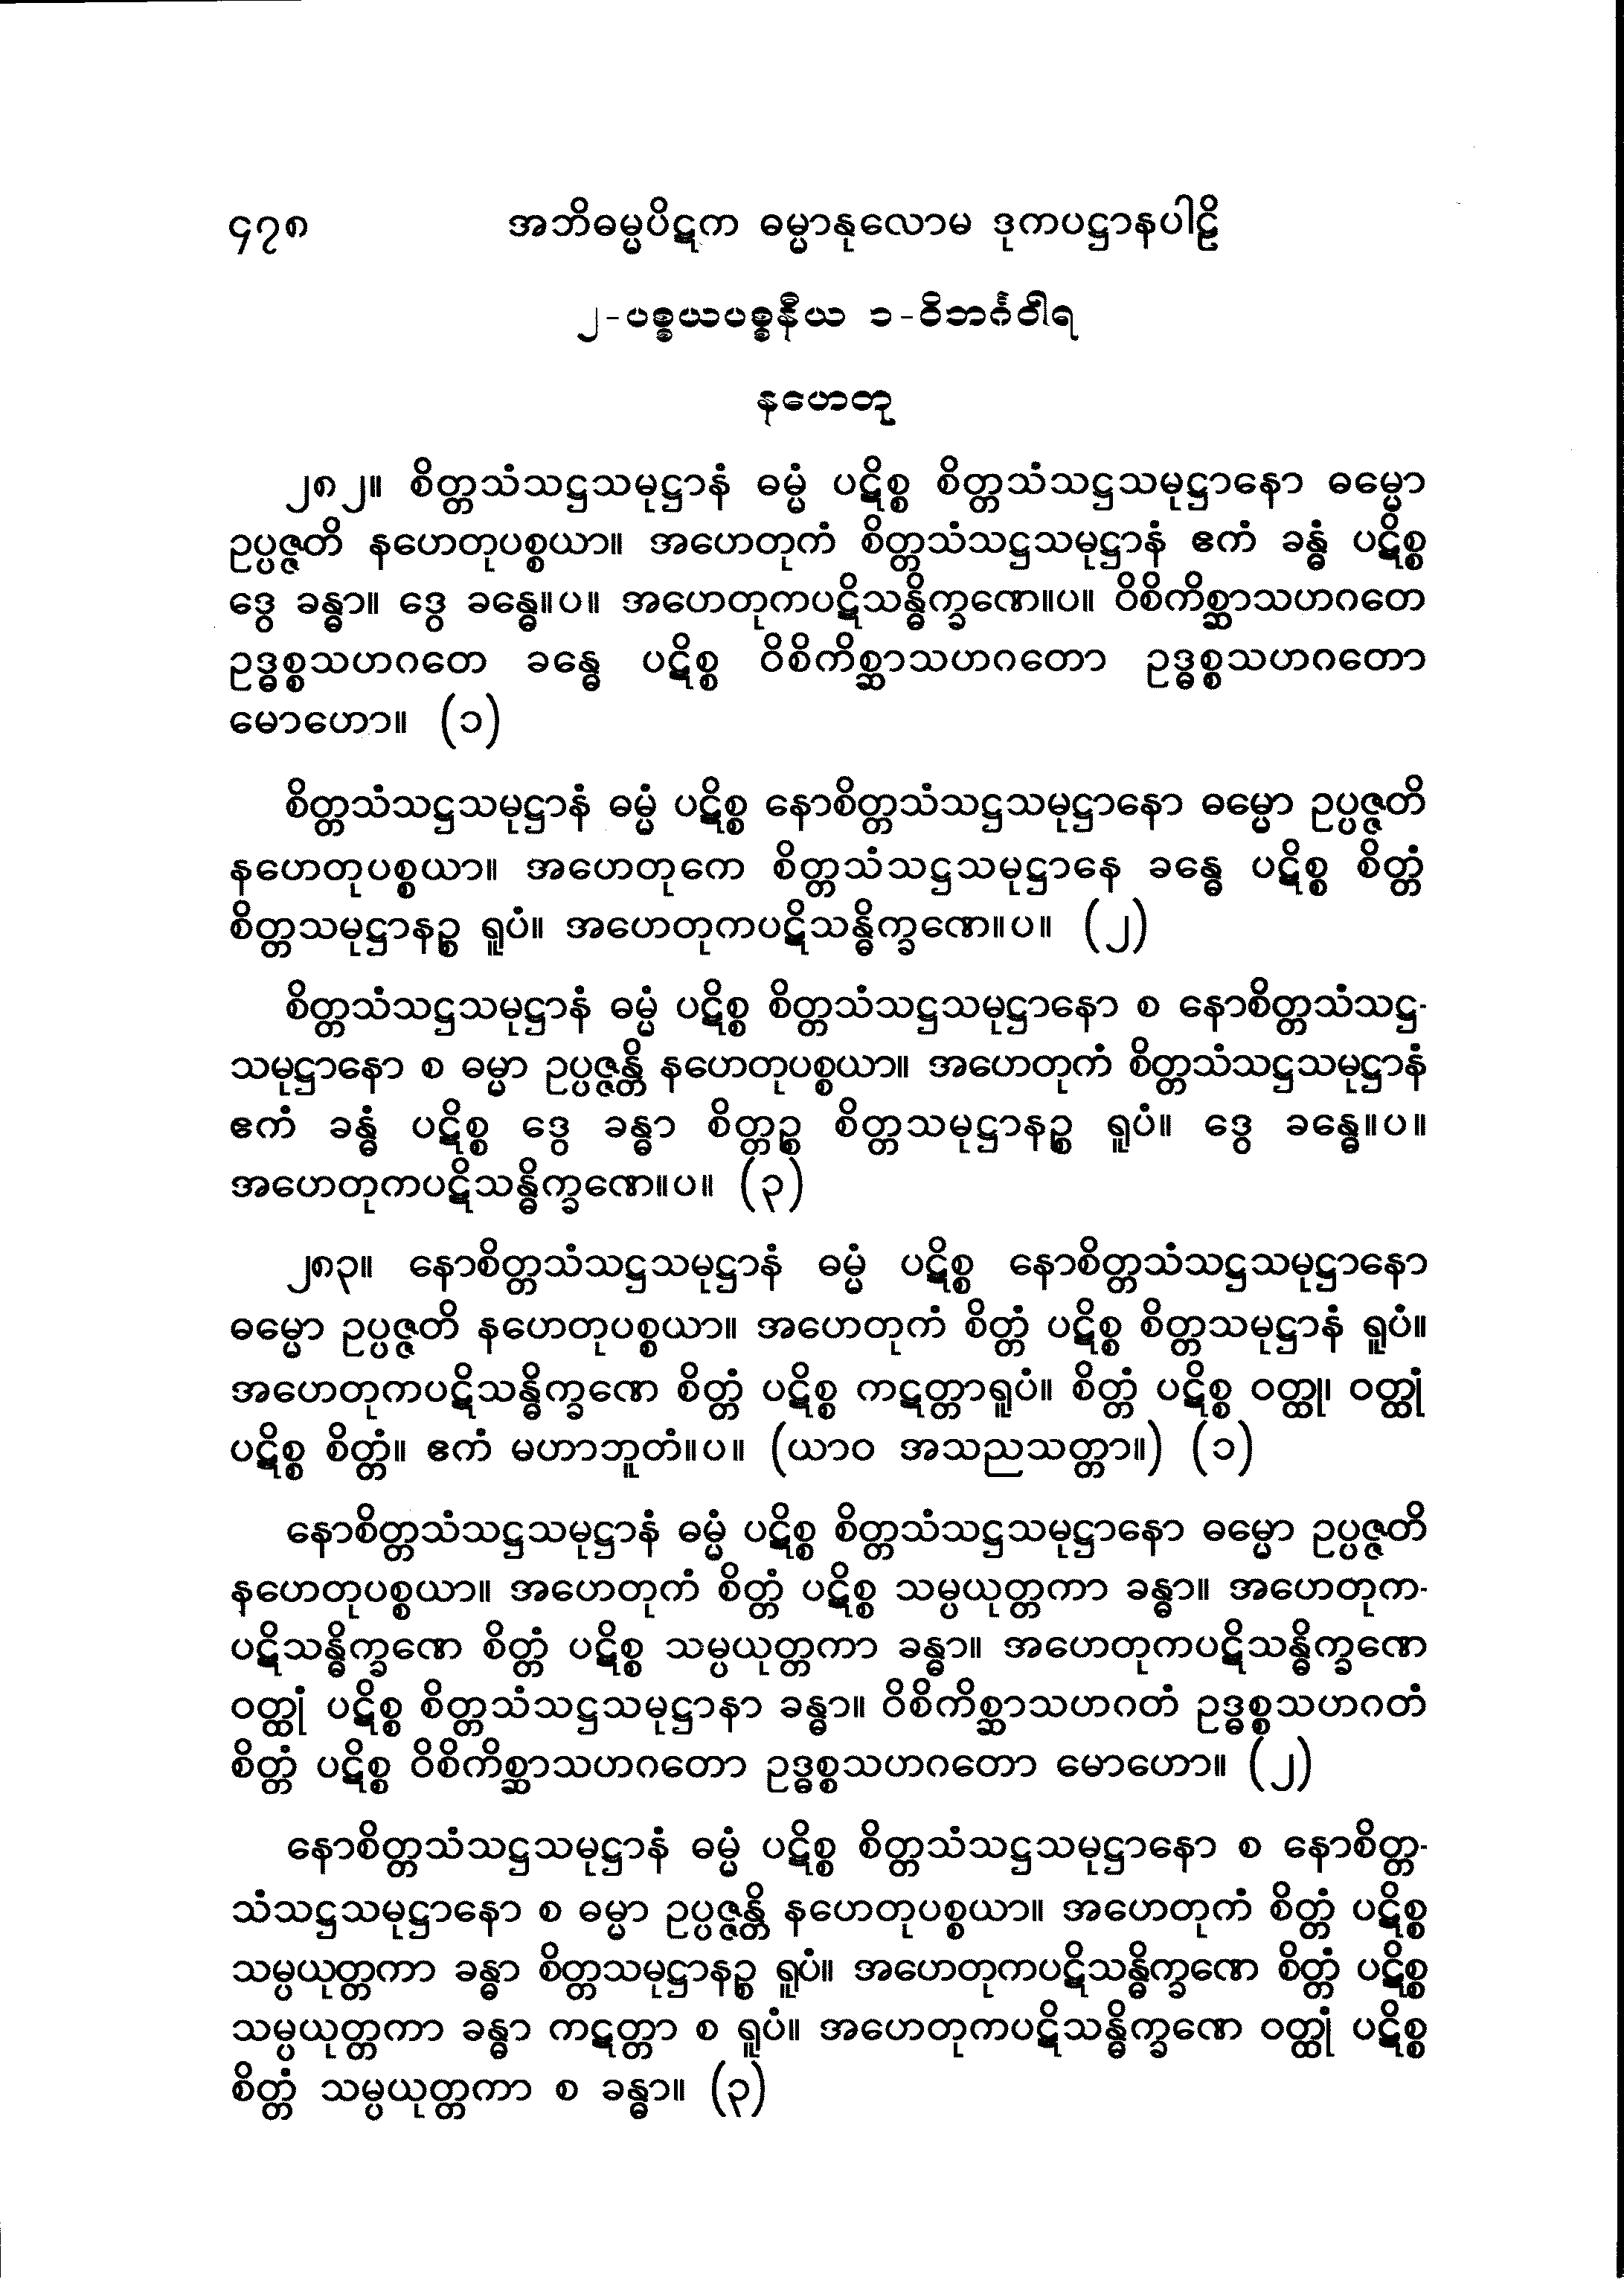 ၄၇၈ အဘိဓမ္မပိဋက ဓမ္မာနုလောမ ဒုကပဋ္ဌာနပါဠိ
၂-ပစ္စယပစ္စနီယ ၁-ဝိဘင်္ဂဝါရ
နဟေတု
၂၈၂။ စိတ္တသံသဋ္ဌသမုဋ္ဌာနံ ဓမ္မံ ပဋိစ္စ စိတ္တသံသဋ္ဌသမုဋ္ဌာနော ဓမ္မော
ဥပ္ပဇ္ဇတိ နဟေတုပစ္စယာ။ အဟေတုကံ စိတ္တသံသဋ္ဌသမုဋ္ဌာနံ ဧကံ ခန္ဓံ ပဋိစ္စ
ဒွေ ခန္ဓာ။ ဒွေ ခန္ဓေ။ပ။ အဟေတုကပဋိသန္ဓိက္ခဏေ။ပ။ ဝိစိကိစ္ဆာသဟဂတေ
ဥဒ္ဓစ္စသဟဂတေ ခန္ဓေ ပဋိစ္စ ဝိစိကိစ္ဆာသဟဂတော ဥဒ္ဓစ္စသဟဂတော
မောဟော။ (၁)
စိတ္တသံသဋ္ဌသမုဋ္ဌာနံ ဓမ္မံ ပဋိစ္စ နောစိတ္တသံသဋ္ဌသမုဋ္ဌာနော ဓမ္မော ဥပ္ပဇ္ဇတိ
နဟေတုပစ္စယာ။ အဟေတုကေ စိတ္တသံသဋ္ဌသမုဋ္ဌာနေ ခန္ဓေ ပဋိစ္စ စိတ္တံ
စိတ္တသမုဋ္ဌာနဉ္စ ရူပံ။ အဟေတုကပဋိသန္ဓိက္ခဏေ။ပ။ (၂)
စိတ္တသံသဋ္ဌသမုဋ္ဌာနံ ဓမ္မံ ပဋိစ္စ စိတ္တသံသဋ္ဌသမုဋ္ဌာနော စ နောစိတ္တသံသဋ္ဌ-
သမုဋ္ဌာနော စ ဓမ္မာ ဥပ္ပဇ္ဇန္တိ နဟေတုပစ္စယာ။ အဟေတုကံ စိတ္တသံသဋ္ဌသမုဋ္ဌာနံ
ဧကံ ခန္ဓံ ပဋိစ္စ ဒွေ ခန္ဓာ စိတ္တဉ္စ စိတ္တသမုဋ္ဌာနဉ္စ ရူပံ။ ဒွေ ခန္ဓေ။ပ။
အဟေတုကပဋိသန္ဓိက္ခဏေ။ပ။ (၃)
၂၈၃။ နောစိတ္တသံသဋ္ဌသမုဋ္ဌာနံ ဓမ္မံ ပဋိစ္စ နောစိတ္တသံသဋ္ဌသမုဋ္ဌာနော
ဓမ္မော ဥပ္ပဇ္ဇတိ နဟေတုပစ္စယာ။ အဟေတုကံ စိတ္တံ ပဋိစ္စ စိတ္တသမုဋ္ဌာနံ ရူပံ။
အဟေတုကပဋိသန္ဓိက္ခဏေ စိတ္တံ ပဋိစ္စ ကဋတ္တာရူပံ။ စိတ္တံ ပဋိစ္စ ဝတ္ထု၊ ဝတ္ထုံ
ပဋိစ္စ စိတ္တံ။ ဧကံ မဟာဘူတံ။ပ။ (ယာဝ အသညသတ္တာ။) (၁)
နောစိတ္တသံသဋ္ဌသမုဋ္ဌာနံ ဓမ္မံ ပဋိစ္စ စိတ္တသံသဋ္ဌသမုဋ္ဌာနော ဓမ္မော ဥပ္ပဇ္ဇတိ
နဟေတုပစ္စယာ။ အဟေတုကံ စိတ္တံ ပဋိစ္စ သမ္ပယုတ္တကာ ခန္ဓာ။ အဟေတုက-
ပဋိသန္ဓိက္ခဏေ စိတ္တံ ပဋိစ္စ သမ္ပယုတ္တကာ ခန္ဓာ။ အဟေတုကပဋိသန္ဓိက္ခဏေ
ဝတ္ထုံ ပဋိစ္စ စိတ္တသံသဋ္ဌသမုဋ္ဌာနာ ခန္ဓာ။ ဝိစိကိစ္ဆာသဟဂတံ ဥဒ္ဓစ္စသဟဂတံ
စိတ္တံ ပဋိစ္စ ဝိစိကိစ္ဆာသဟဂတော ဥဒ္ဓစ္စသဟဂတော မောဟော။ (၂)
နောစိတ္တသံသဋ္ဌသမုဋ္ဌာနံ ဓမ္မံ ပဋိစ္စ စိတ္တသံသဋ္ဌသမုဋ္ဌာနော စ နောစိတ္တ-
သံသဋ္ဌသမုဋ္ဌာနော စ ဓမ္မာ ဥပ္ပဇ္ဇန္တိ နဟေတုပစ္စယာ။ အဟေတုကံ စိတ္တံ ပဋိစ္စ
သမ္ပယုတ္တကာ ခန္ဓာ စိတ္တသမုဋ္ဌာနဉ္စ ရူပံ။ အဟေတုကပဋိသန္ဓိက္ခဏေ စိတ္တံ ပဋိစ္စ
သမ္ပယုတ္တကာ ခန္ဓာ ကဋတ္တာ စ ရူပံ။ အဟေတုကပဋိသန္ဓိက္ခဏေ ဝတ္ထုံ ပဋိစ္စ
စိတ္တံ သမ္ပယုတ္တကာ စ ခန္ဓာ။ (၃)